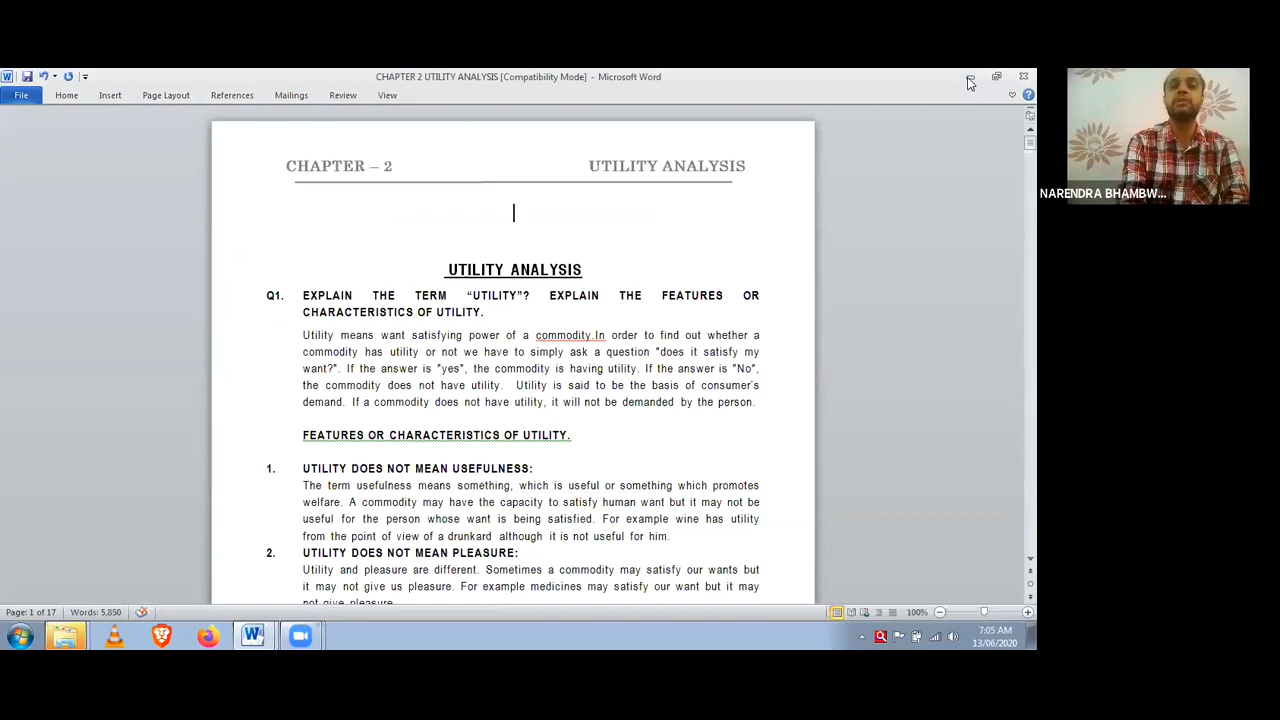 CHAPTER 2 UTILITY ANALYSIS [Compatibility Mode] - Microsoft Word
File Home Insert Page Layout References Mailings Review View
CHAPTER – 2 UTILITY ANALYSIS
UTILITY ANALYSIS
Q1. EXPLAIN THE TERM “UTILITY”? EXPLAIN THE FEATURES OR
CHARACTERISTICS OF UTILITY.
Utility means want satisfying power of a commodity.In order to find out whether a
commodity has utility or not we have to simply ask a question "does it satisfy my
want?". If the answer is "yes", the commodity is having utility. If the answer is "No",
the commodity does not have utility. Utility is said to be the basis of consumer's
demand. If a commodity does not have utility, it will not be demanded by the person.
FEATURES OR CHARACTERISTICS OF UTILITY.
1. UTILITY DOES NOT MEAN USEFULNESS:
The term usefulness means something, which is useful or something which promotes
welfare. A commodity may have the capacity to satisfy human want but it may not be
useful for the person whose want is being satisfied. For example wine has utility
from the point of view of a drunkard although it is not useful for him.
2. UTILITY DOES NOT MEAN PLEASURE:
Utility and pleasure are different. Sometimes a commodity may satisfy our wants but
it may not give us pleasure. For example medicines may satisfy our want but it may
not give pleasure.
Page: 1 of 17 Words: 5,850 100%
7:05 AM
13/06/2020
NARENDRA BHAMBW...